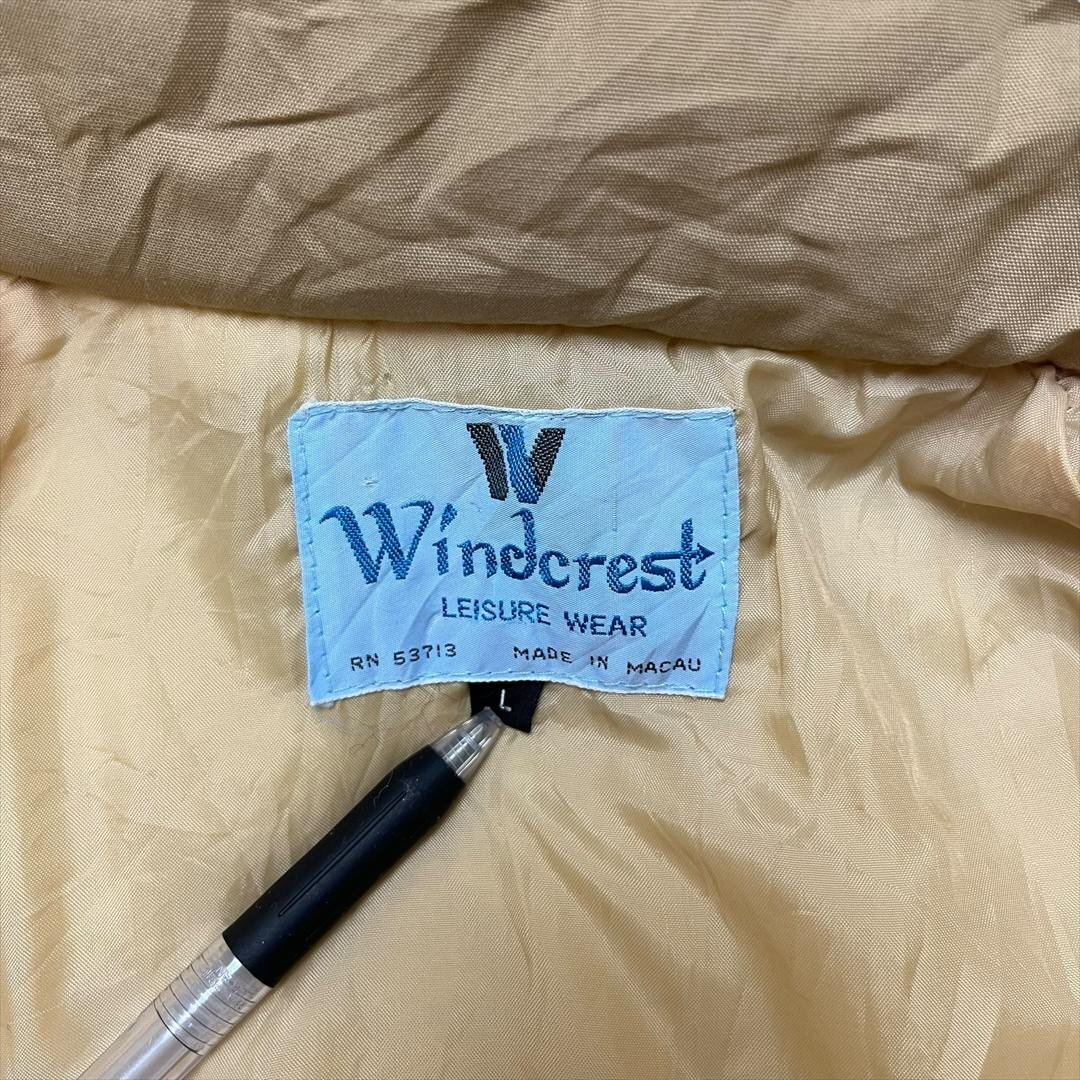 W
Windcrest
LEISURE WEAR
RN 53713 MADE IN MACAU
L